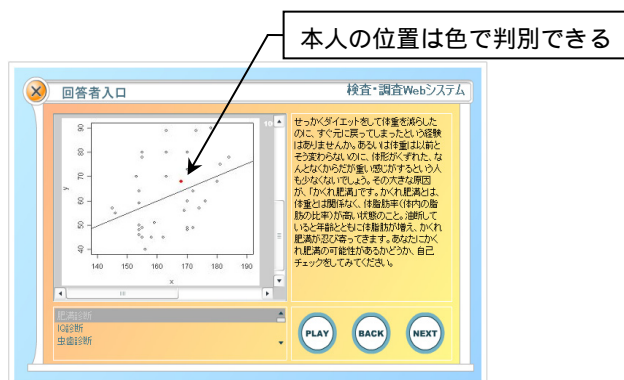 本人の位置は色で判別できる
回答者入口
検査・調査Webシステム
せっかくダイエットをして体重を減らした
のに、すぐ元に戻ってしまったという経験
はありませんか。あるいは体重は以前と
そう変わらないのに、体形がくずれた、な
んとなくからだが重い感じがするという人
も少なくないでしょう。その大きな原因
が、「かくれ肥満」です。かくれ肥満とは、
体重とは関係なく、体脂肪率(体内の脂
肪の比率)が高い状態のこと。油断して
いると年齢とともに体脂肪が増え、かくれ
肥満が忍び寄ってきます。あなたにかく
れ肥満の可能性があるかどうか、自己
チェックをしてみてください。
y
90
80
70
60
50
40
140 150 160 170 180 190
x
肥満診断
IQ診断
虫歯診断
PLAY
BACK
NEXT